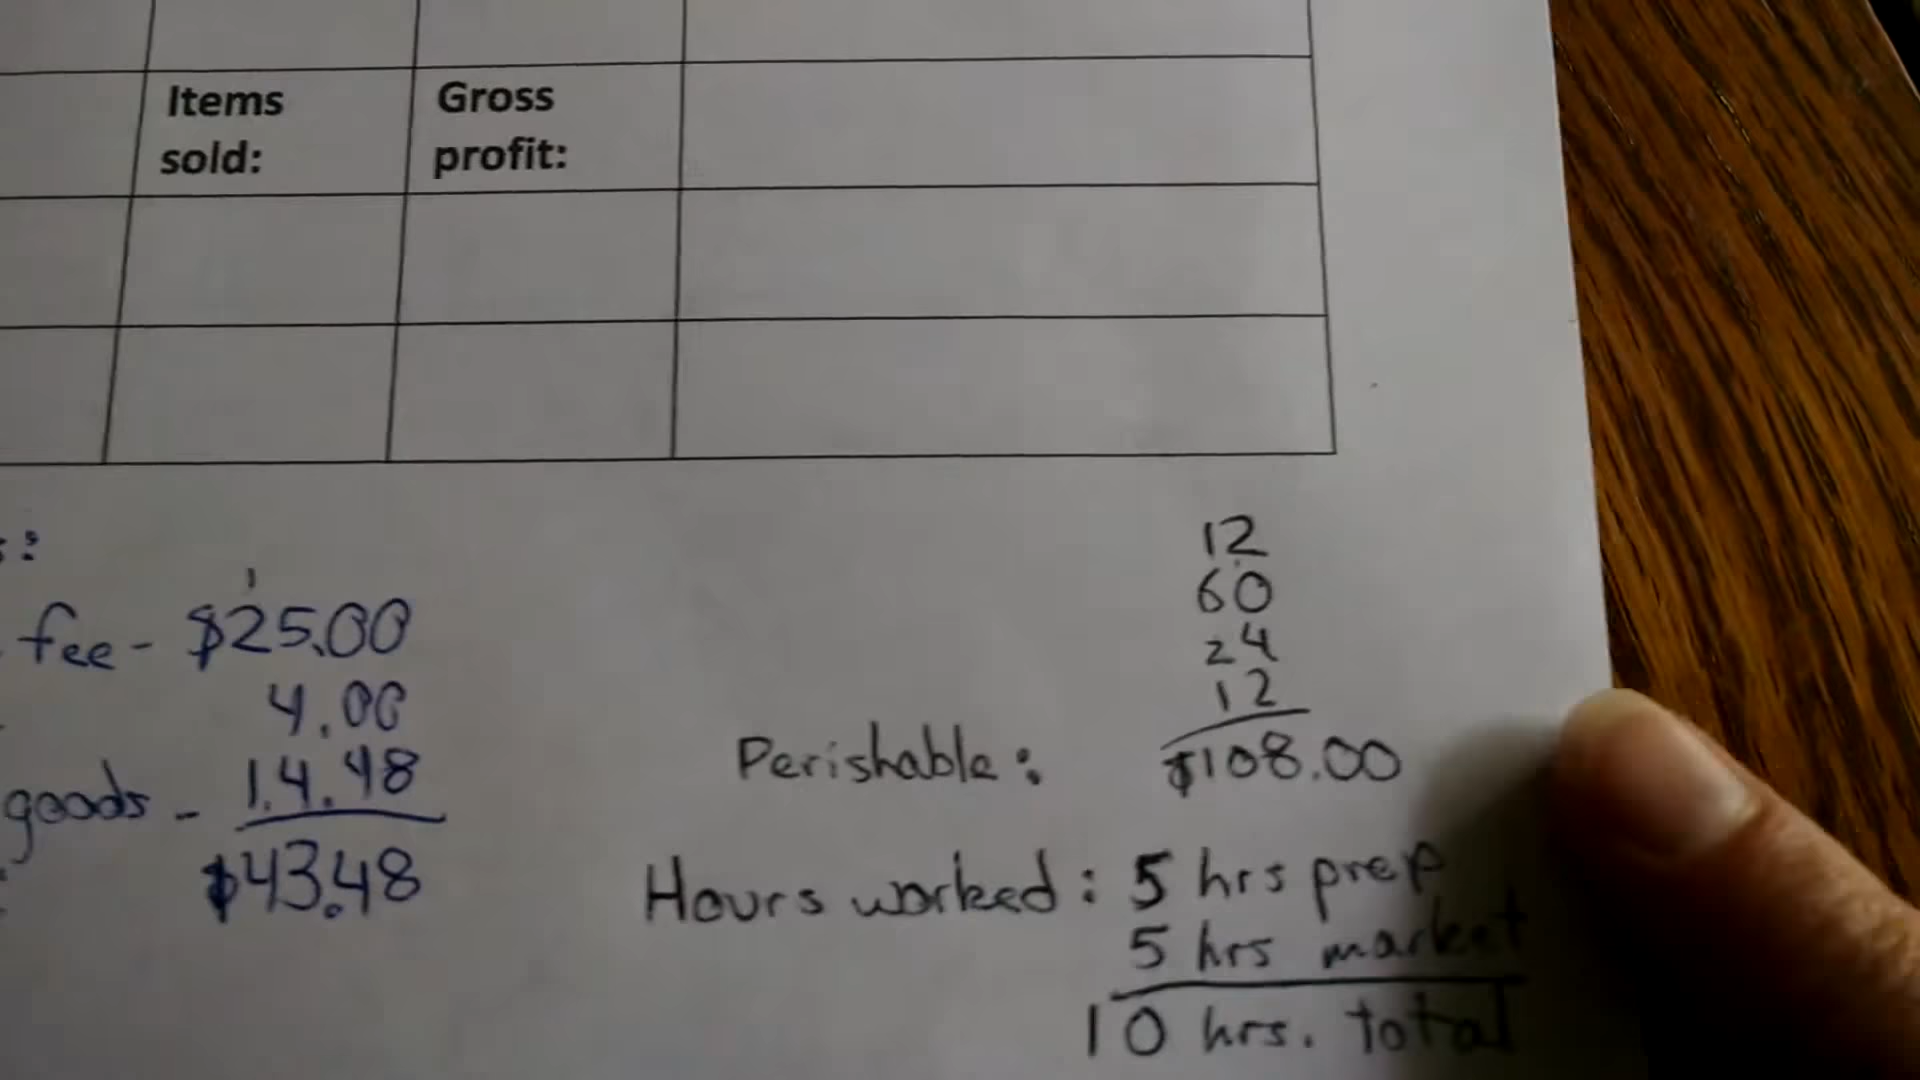 Items
sold:
Gross
profit:
:
fee - $25.00
1
4.00
goods - 14.48
$43.48
12
60
24
12
Perishable: $108.00
Hours worked: 5 hrs prep
5 hrs market
10 hrs. total